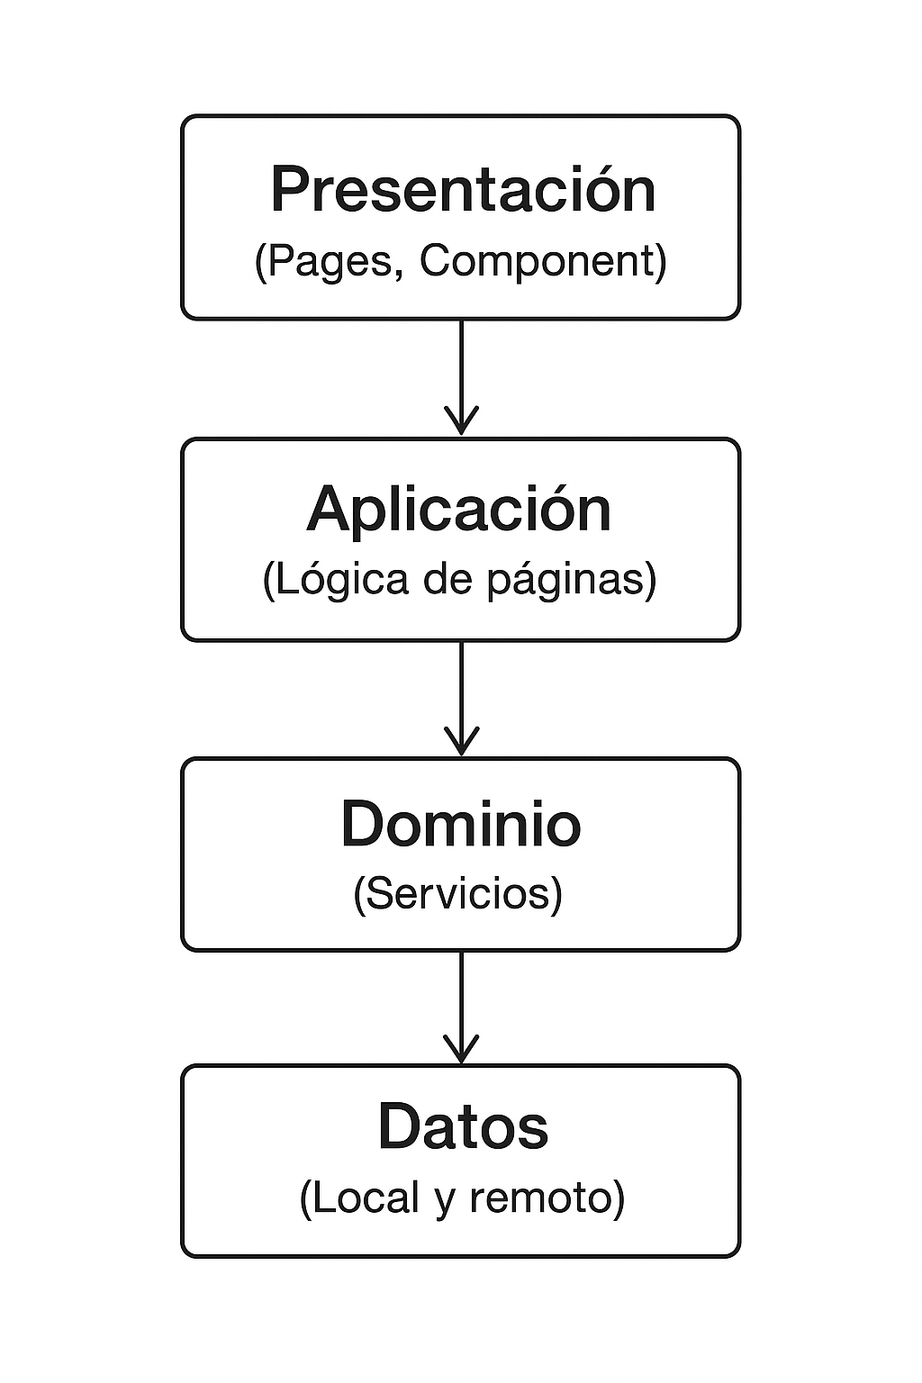 Presentación
(Pages, Component)
Aplicación
(Lógica de páginas)
Dominio
(Servicios)
Datos
(Local y remoto)